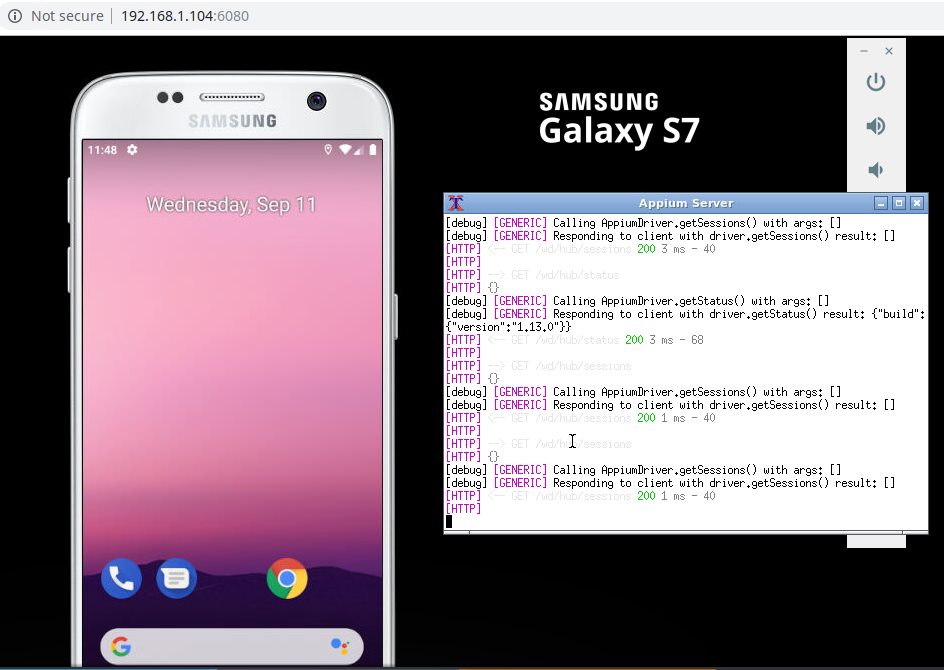 Not secure | 192.168.1.104:6080
SAMSUNG
Galaxy S7
SAMSUNG
11:48
Wednesday, Sep 11
Appium Server
[debug] [GENERIC] Calling AppiumDriver.getSessions() with args: []
[debug] [GENERIC] Responding to client with driver.getSessions() result: []
[HTTP] <-- GET /wd/hub/sessions 200 3 ms - 40
[HTTP]
[HTTP] --> GET /wd/hub/status
[HTTP] {}
[debug] [GENERIC] Calling AppiumDriver.getStatus() with args: []
[debug] [GENERIC] Responding to client with driver.getStatus() result: {"build":
{"version":"1.13.0"}}
[HTTP] <-- GET /wd/hub/status 200 3 ms - 68
[HTTP]
[HTTP] --> GET /wd/hub/sessions
[HTTP] {}
[debug] [GENERIC] Calling AppiumDriver.getSessions() with args: []
[debug] [GENERIC] Responding to client with driver.getSessions() result: []
[HTTP] <-- GET /wd/hub/sessions 200 1 ms - 40
[HTTP]
[HTTP] --> GET /wd/hub/sessions
[HTTP] {}
[debug] [GENERIC] Calling AppiumDriver.getSessions() with args: []
[debug] [GENERIC] Responding to client with driver.getSessions() result: []
[HTTP] <-- GET /wd/hub/sessions 200 1 ms - 40
[HTTP]